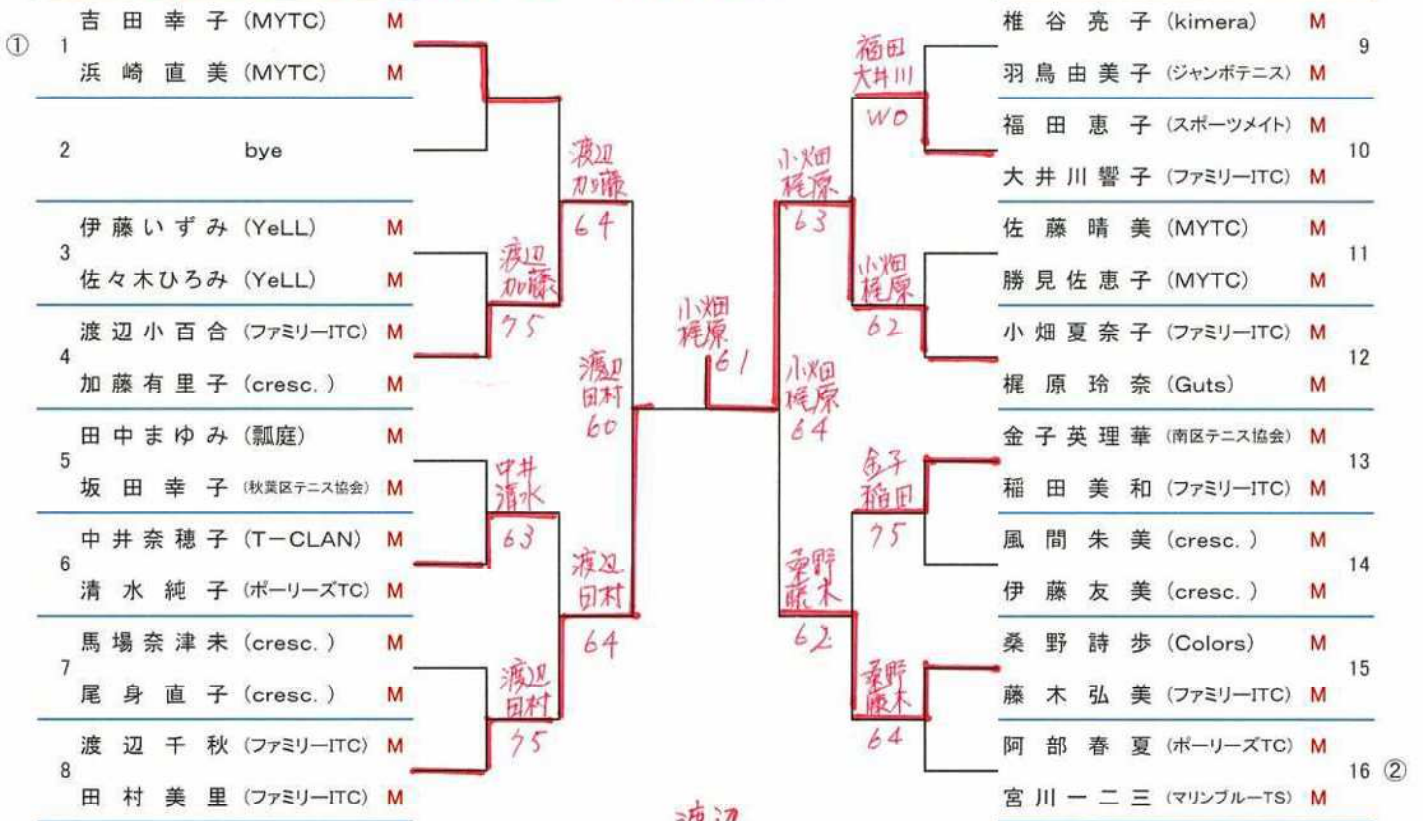 ① 1 吉田幸子 (MYTC) M
浜崎直美 (MYTC) M
2 bye
3 伊藤いずみ (YeLL) M
佐々木ひろみ (YeLL) M
4 渡辺小百合 (ファミリーITC) M
加藤有里子 (cresc.) M
5 田中まゆみ (瓢庭) M
坂田幸子 (秋葉区テニス協会) M
6 中井奈穂子 (T-CLAN) M
清水純子 (ポーリーズTC) M
7 馬場奈津未 (cresc.) M
尾身直子 (cresc.) M
8 渡辺千秋 (ファミリーITC) M
田村美里 (ファミリーITC) M
渡辺
加藤
75
中井
清水
63
渡辺
田村
75
渡辺
加藤
64
渡辺
田村
64
渡辺
田村
60
小畑
梶原
61
小畑
梶原
64
小畑
梶原
63
桑野
藤木
62
福田
大井川
WO
小畑
梶原
62
金子
稲田
75
桑野
藤木
64
椎谷亮子 (kimera) M 9
羽鳥由美子 (ジャンボテニス) M
福田恵子 (スポーツメイト) M 10
大井川響子 (ファミリーITC) M
佐藤晴美 (MYTC) M 11
勝見佐恵子 (MYTC) M
小畑夏奈子 (ファミリーITC) M 12
梶原玲奈 (Guts) M
金子英理華 (南区テニス協会) M 13
稲田美和 (ファミリーITC) M
風間朱美 (cresc.) M 14
伊藤友美 (cresc.) M
桑野詩歩 (Colors) M 15
藤木弘美 (ファミリーITC) M
阿部春夏 (ポーリーズTC) M 16 ②
宮川一二三 (マリンブルーTS) M
渡辺